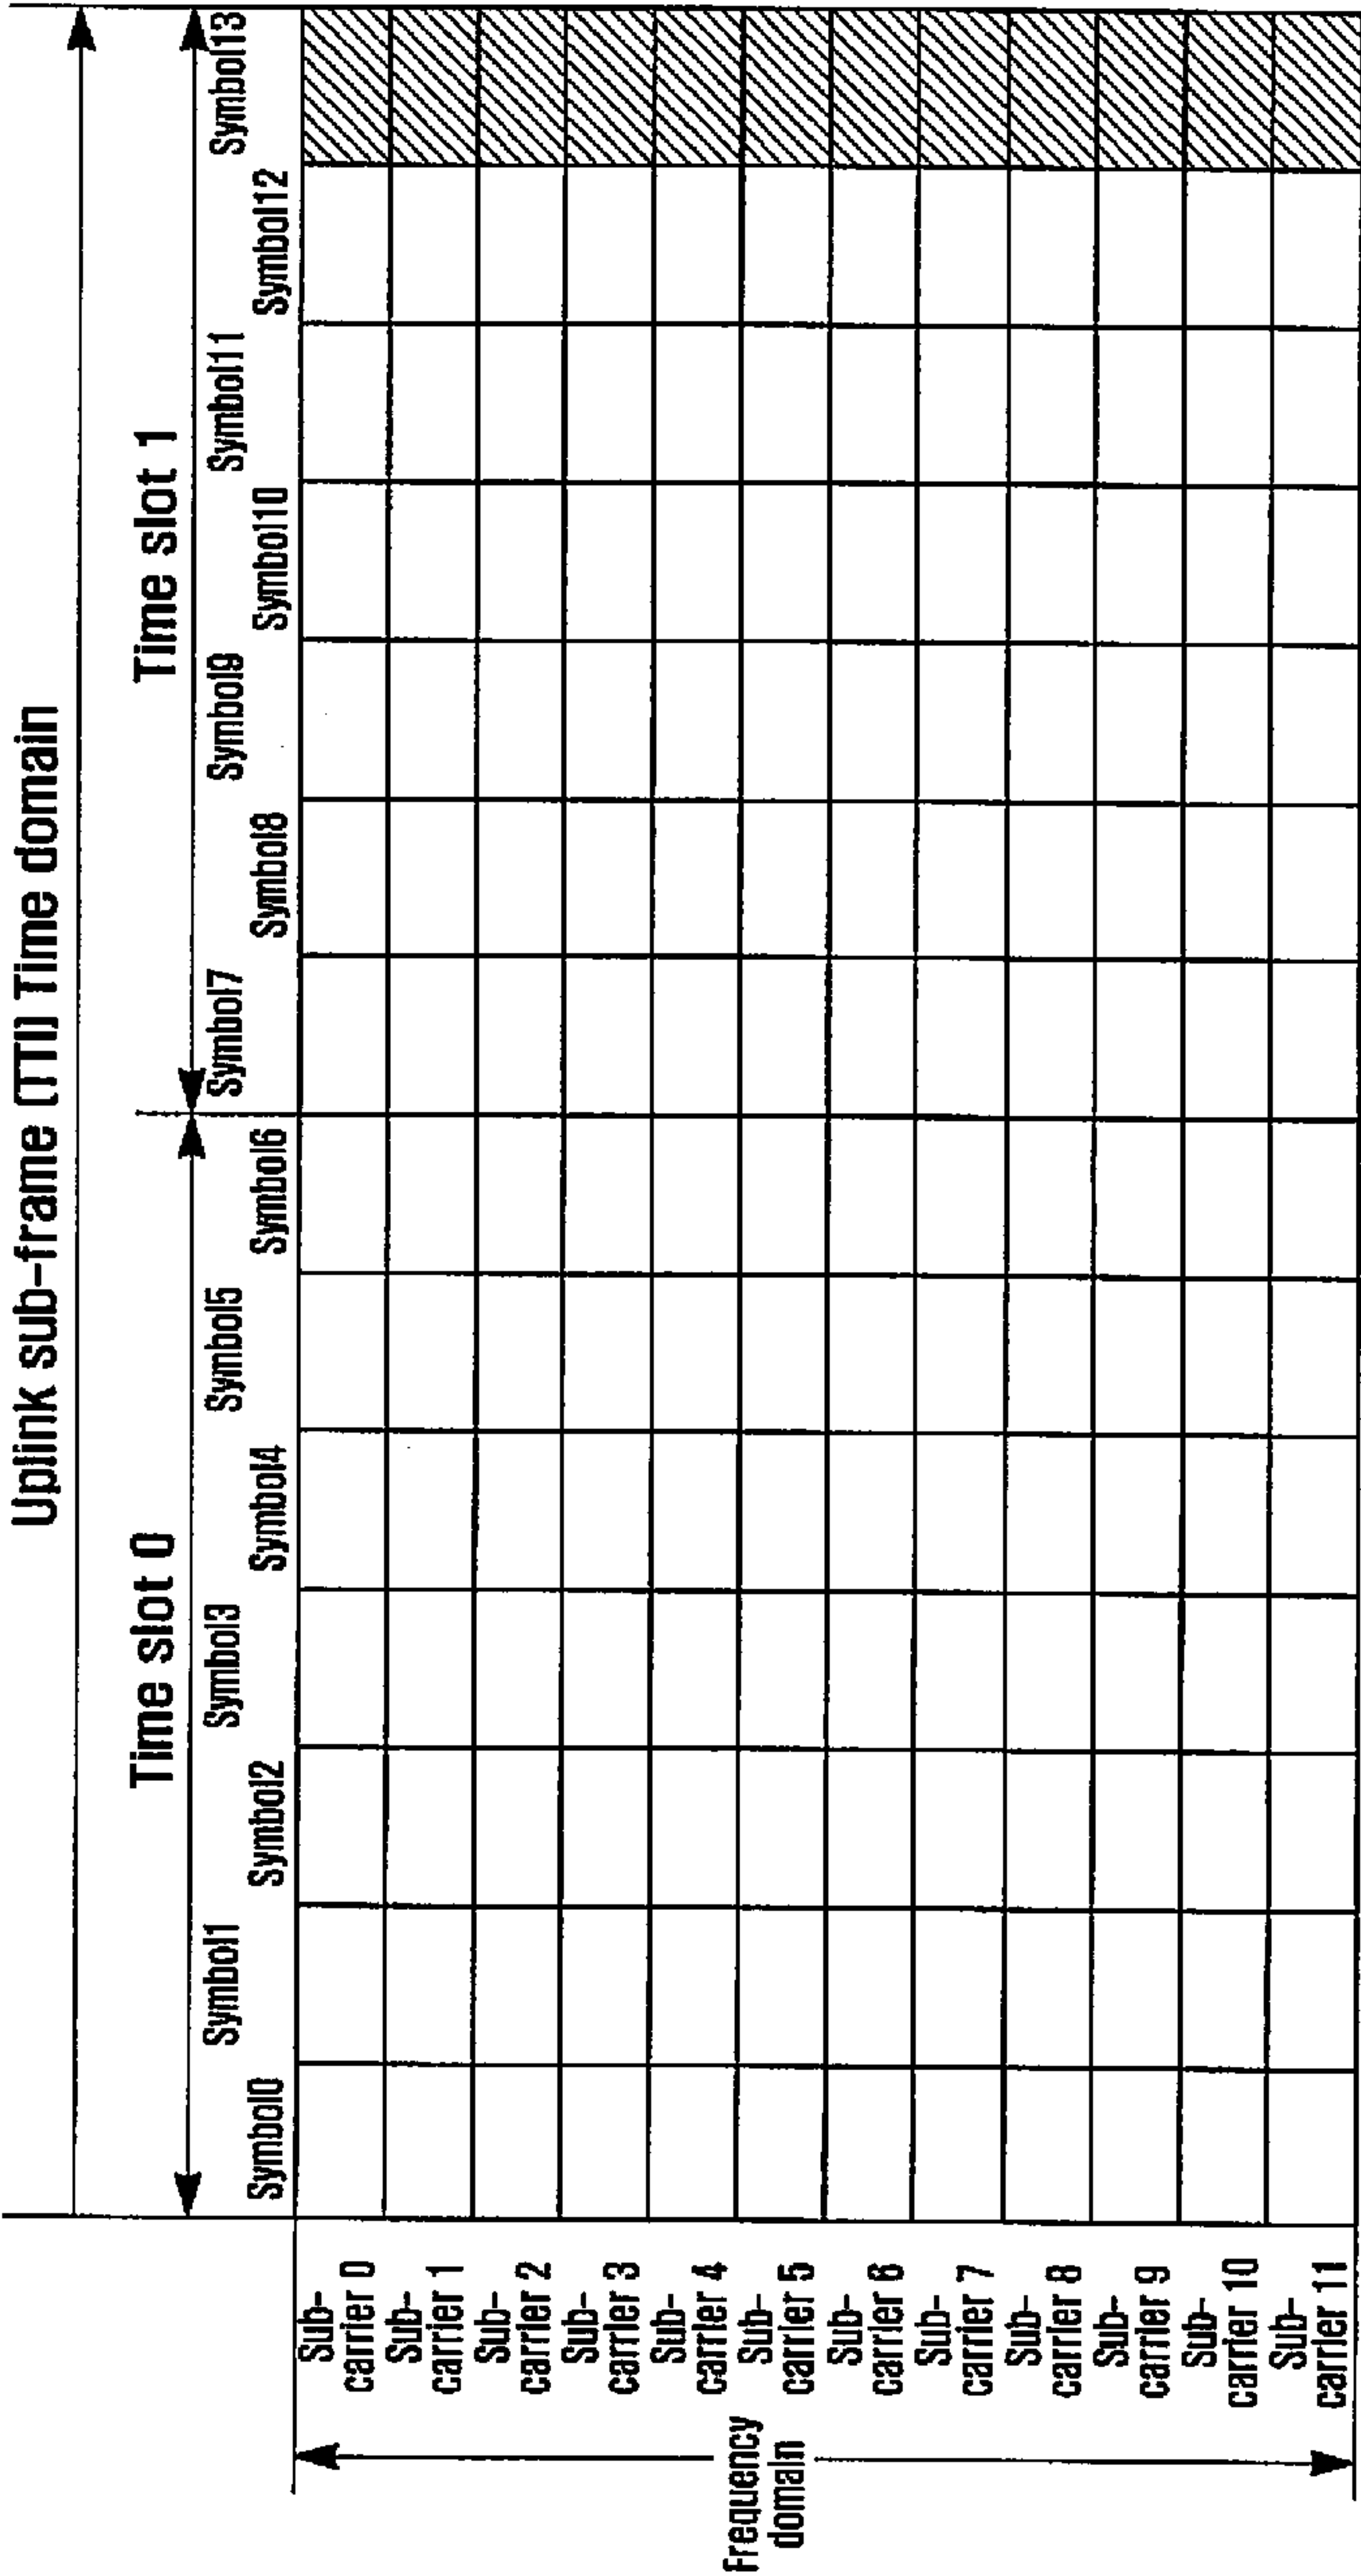 Uplink sub-frame (TTI) Time domain
Time slot 0
Time slot 1
Symbol0
Symbol1
Symbol2
Symbol3
Symbol4
Symbol5
Symbol6
Symbol7
Symbol8
Symbol9
Symbol10
Symbol11
Symbol12
Symbol13
Frequency
domain
Sub-
carrier 0
Sub-
carrier 1
Sub-
carrier 2
Sub-
carrier 3
Sub-
carrier 4
Sub-
carrier 5
Sub-
carrier 6
Sub-
carrier 7
Sub-
carrier 8
Sub-
carrier 9
Sub-
carrier 10
Sub-
carrier 11